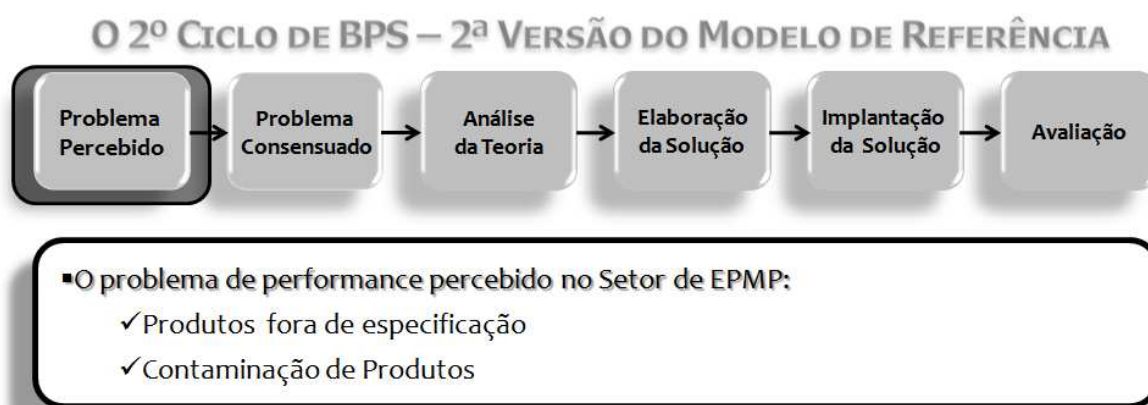 O 2º CICLO DE BPS – 2ª VERSÃO DO MODELO DE REFERÊNCIA
Problema
Percebido
Problema
Consensuado
Análise
da Teoria
Elaboração
da Solução
Implantação
da Solução
Avaliação
▪O problema de performance percebido no Setor de EPMP:
✓Produtos fora de especificação
✓Contaminação de Produtos